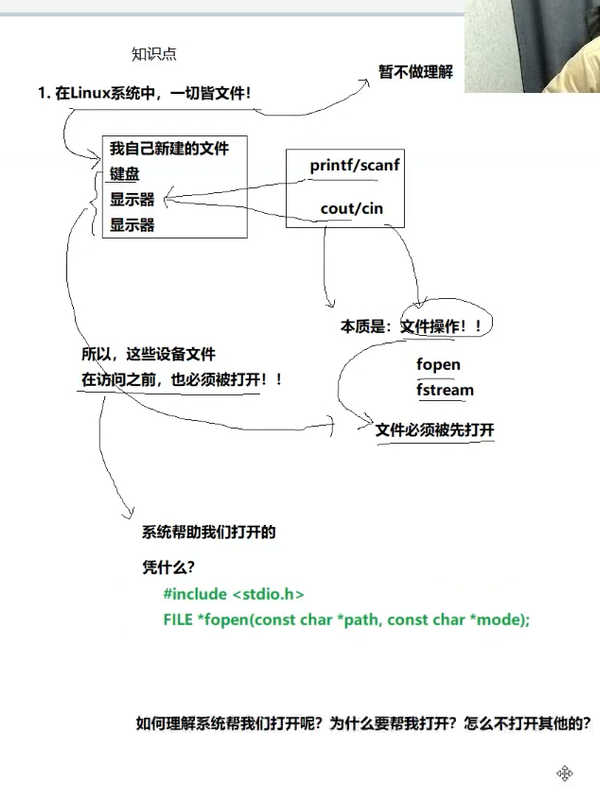 知识点
暂不做理解
1. 在Linux系统中，一切皆文件！
我自己新建的文件
键盘
显示器
显示器
printf/scanf
cout/cin
本质是：文件操作！！
所以，这些设备文件
在访问之前，也必须被打开！！
fopen
fstream
文件必须被先打开
系统帮助我们打开的
凭什么？
#include <stdio.h>
FILE *fopen(const char *path, const char *mode);
如何理解系统帮我们打开呢？为什么要帮我打开？怎么不打开其他的？